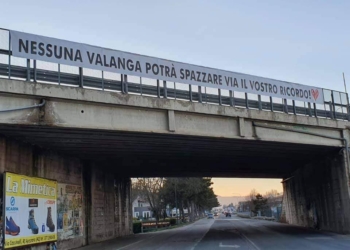 NESSUNA VALANGA POTRÀ SPAZZARE VIA IL VOSTRO RICORDO!